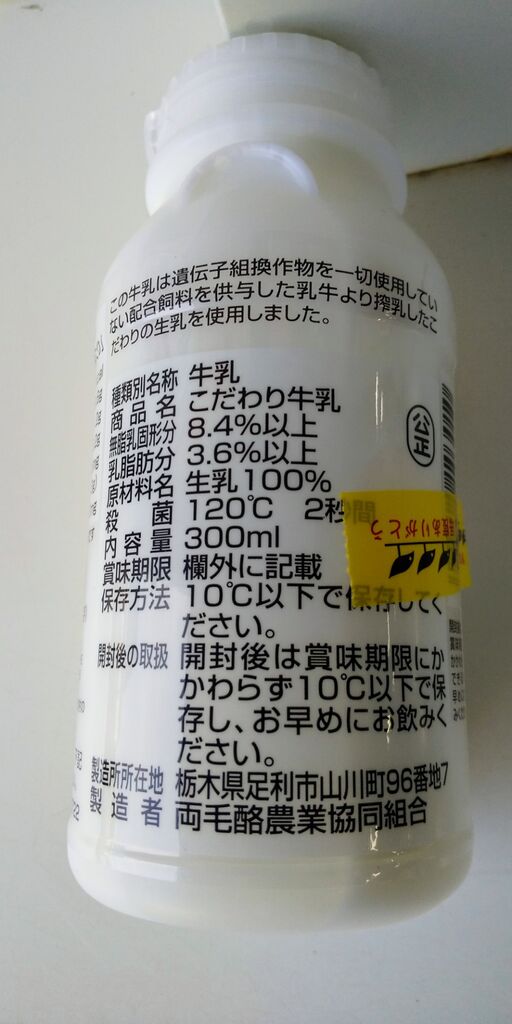 この牛乳は遺伝子組換作物を一切使用してい
ない配合飼料を供与した乳牛より搾乳したこ
だわりの生乳を使用しました。
種類別名称 牛乳
商品名 こだわり牛乳
無脂乳固形分 8.4%以上
乳脂肪分 3.6%以上
原材料名 生乳100%
殺菌 120℃ 2秒間
内容量 300ml
賞味期限 欄外に記載
保存方法 10℃以下で保存してく
ださい。
開封後の取扱 開封後は賞味期限にか
かわらず10℃以下で保
存し、お早めにお飲みく
ださい。
製造所所在地 栃木県足利市山川町96番地7
製造者 両毛酪農業協同組合
公正
毎度ありがとう